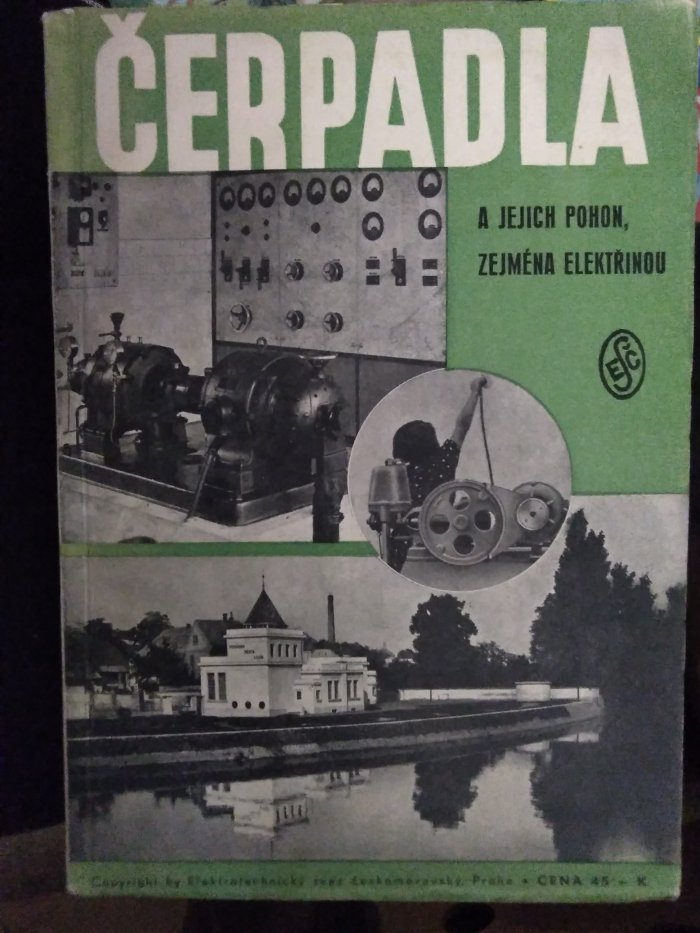 ČERPADLA
A JEJICH POHON,
ZEJMÉNA ELEKTŘINOU
ESČ
Copyright by Elektrotechnický svaz českomoravský, Praha • CENA 45 – K